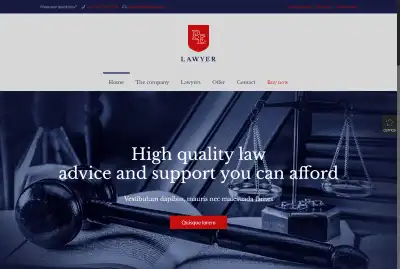 LAWYER
Home The company Lawyers Offer Contact Buy now
High quality law
advice and support you can afford
Vestibulum dapibus, mauris nec malesuada fames
Quisque lorem